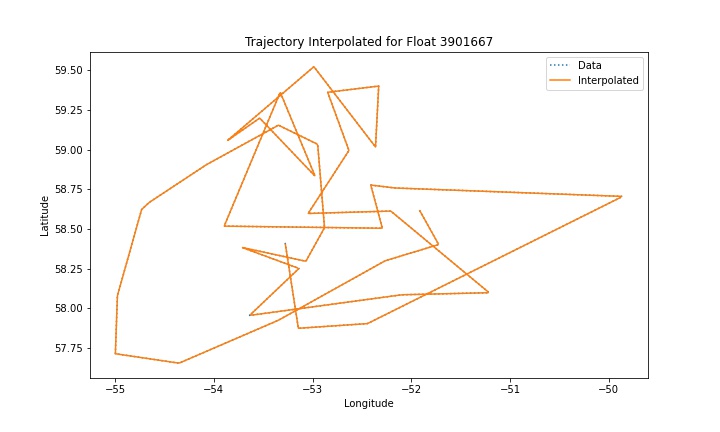 Trajectory Interpolated for Float 3901667
Data
Interpolated
59.50
59.25
59.00
58.75
58.50
58.25
58.00
57.75
Latitude
−55
−54
−53
−52
−51
−50
Longitude